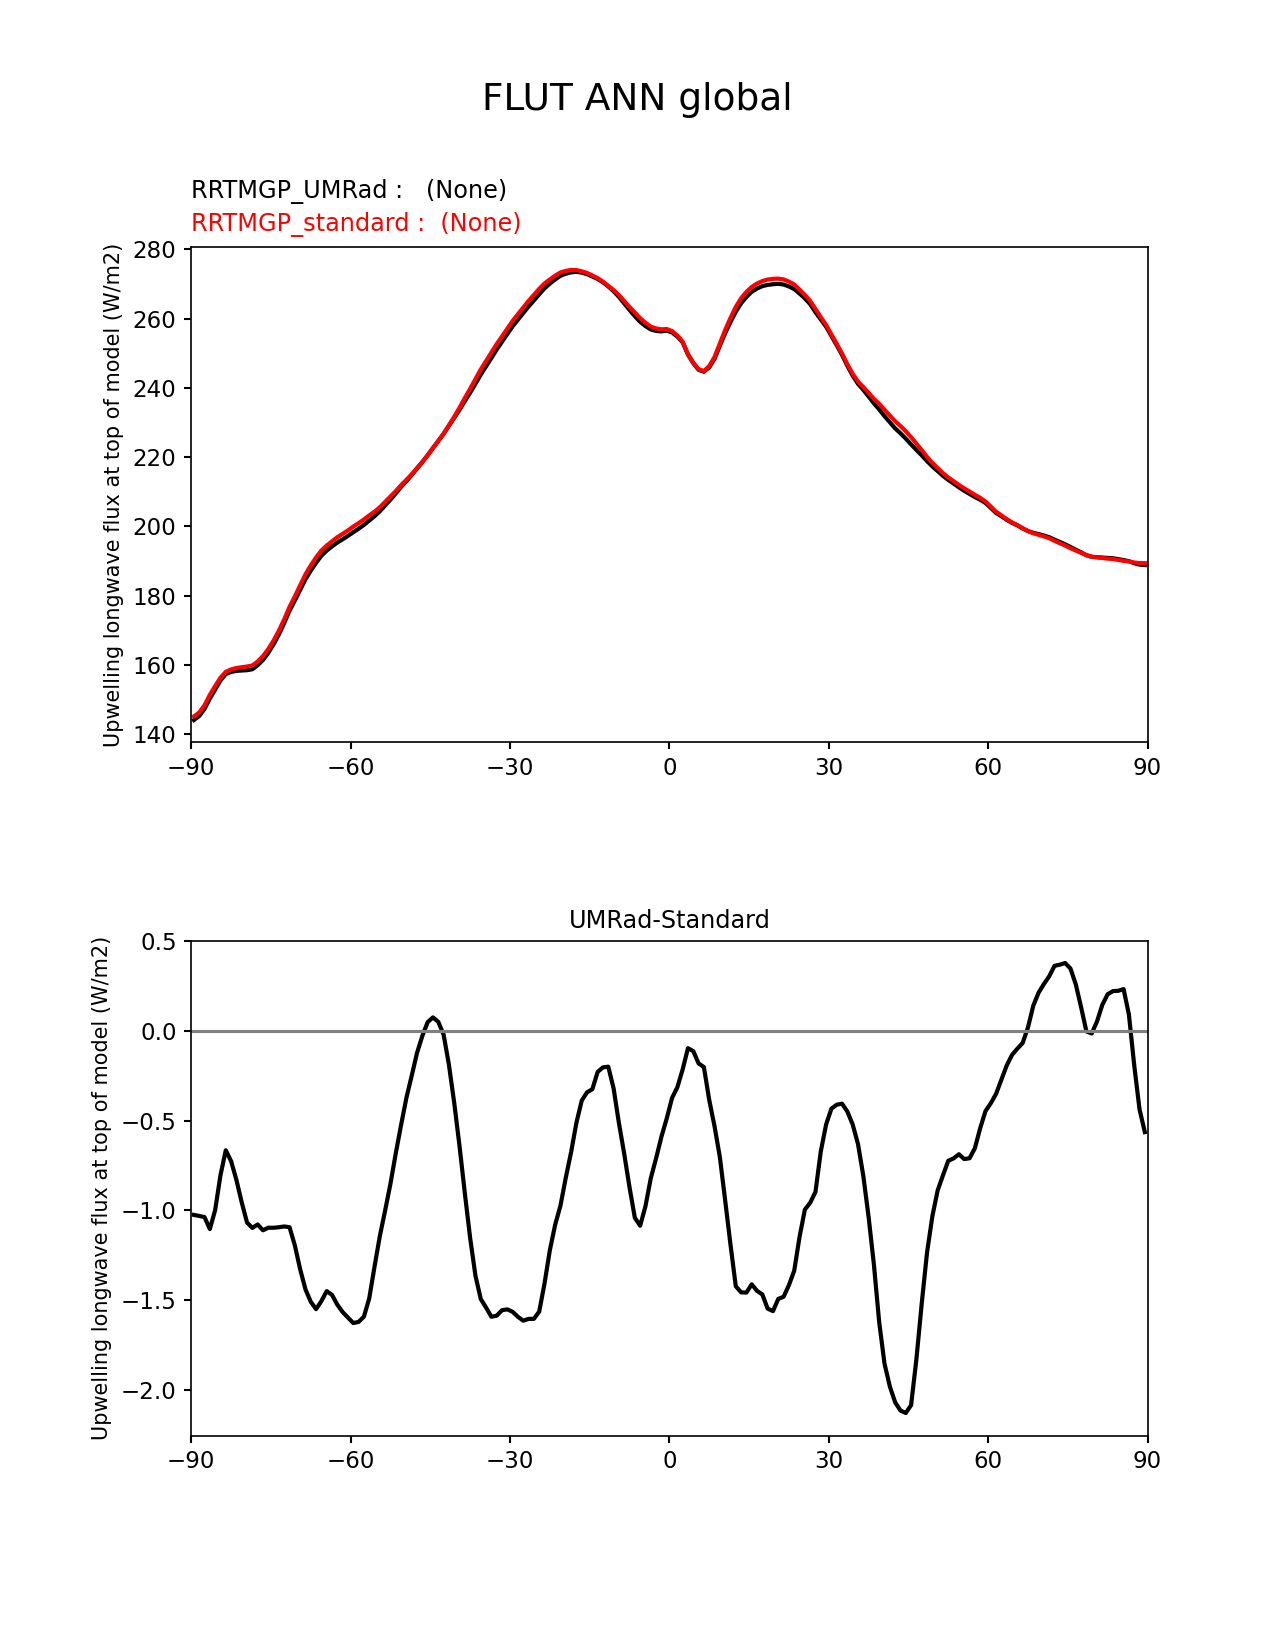 FLUT ANN global
RRTMGP_UMRad :   (None)
RRTMGP_standard :  (None)
Upwelling longwave flux at top of model (W/m2)
280
260
240
220
200
180
160
140
−90 −60 −30 0 30 60 90
UMRad-Standard
Upwelling longwave flux at top of model (W/m2)
0.5
0.0
−0.5
−1.0
−1.5
−2.0
−90 −60 −30 0 30 60 90